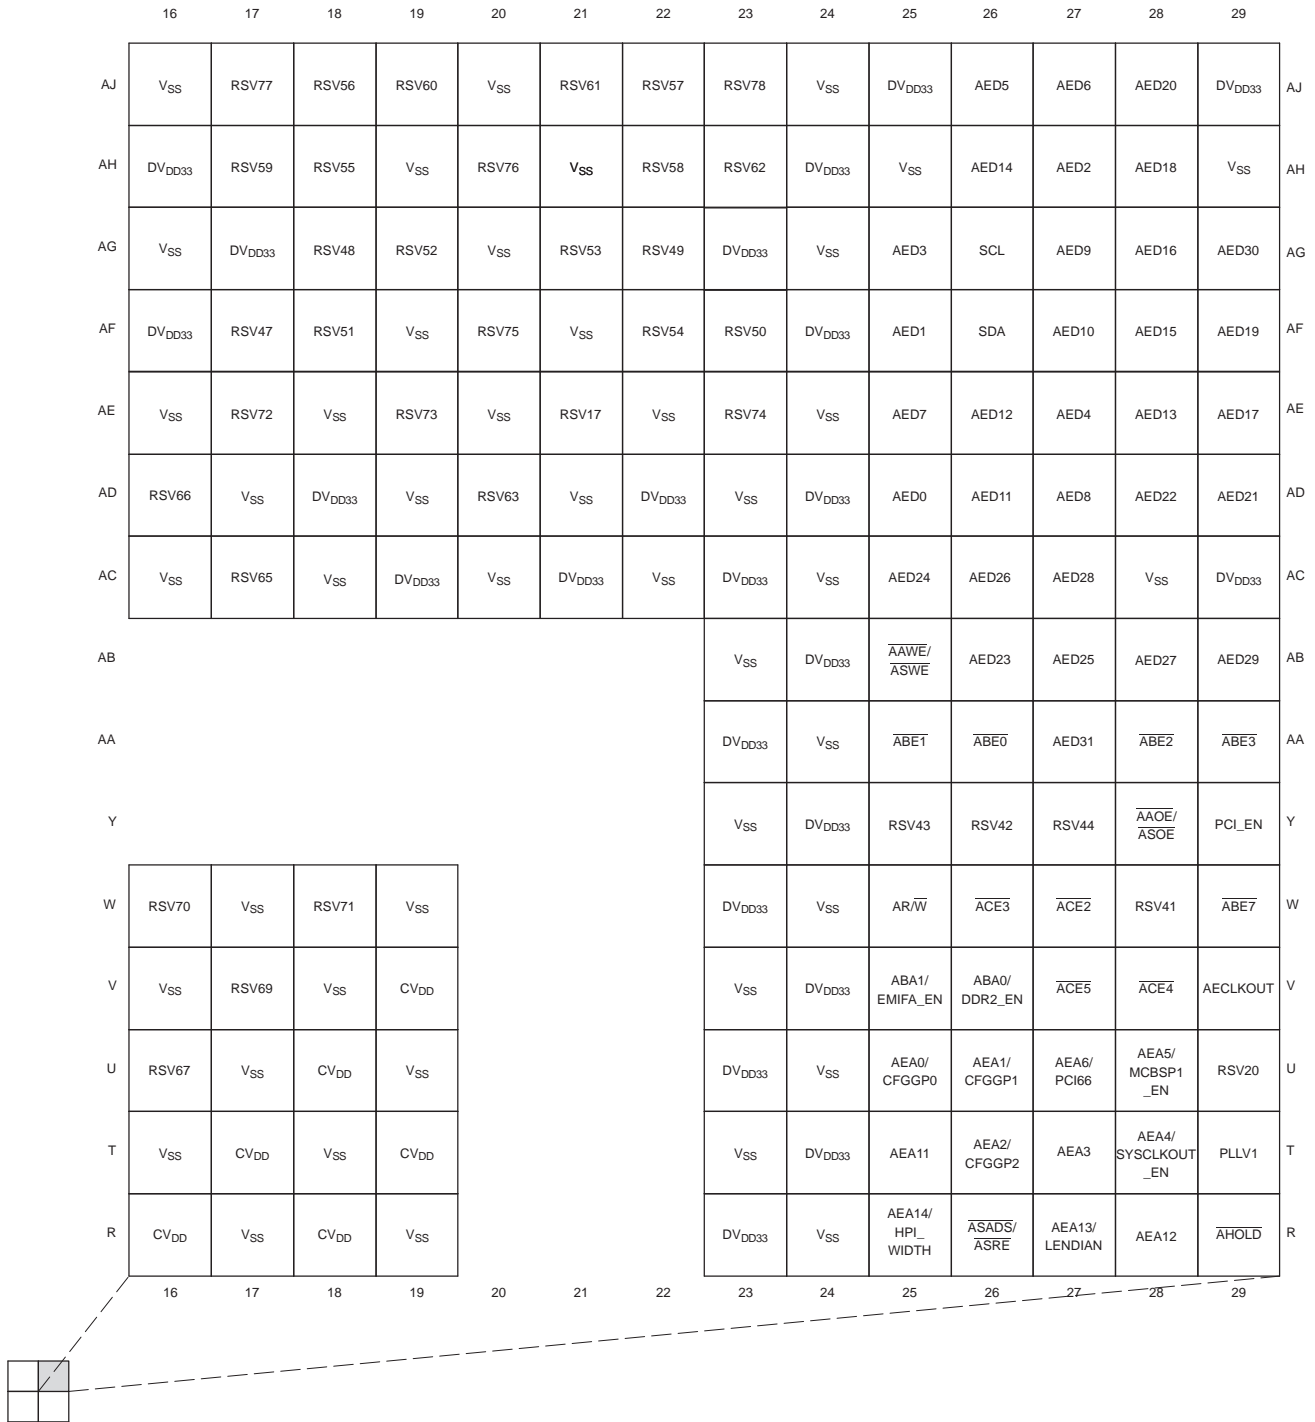 16 17 18 19 20 21 22 23 24 25 26 27 28 29
AJ VSS RSV77 RSV56 RSV60 VSS RSV61 RSV57 RSV78 VSS DVDD33 AED5 AED6 AED20 DVDD33 AJ
AH DVDD33 RSV59 RSV55 VSS RSV76 VSS RSV58 RSV62 DVDD33 VSS AED14 AED2 AED18 VSS AH
AG VSS DVDD33 RSV48 RSV52 VSS RSV53 RSV49 DVDD33 VSS AED3 SCL AED9 AED16 AED30 AG
AF DVDD33 RSV47 RSV51 VSS RSV75 VSS RSV54 RSV50 DVDD33 AED1 SDA AED10 AED15 AED19 AF
AE VSS RSV72 VSS RSV73 VSS RSV17 VSS RSV74 VSS AED7 AED12 AED4 AED13 AED17 AE
AD RSV66 VSS DVDD33 VSS RSV63 VSS DVDD33 VSS DVDD33 AED0 AED11 AED8 AED22 AED21 AD
AC VSS RSV65 VSS DVDD33 VSS DVDD33 VSS DVDD33 VSS AED24 AED26 AED28 VSS DVDD33 AC
AB VSS DVDD33 AAWE/ ASWE AED23 AED25 AED27 AED29 AB
AA DVDD33 VSS ABE1 ABE0 AED31 ABE2 ABE3 AA
Y VSS DVDD33 RSV43 RSV42 RSV44 AAOE/ ASOE PCI_EN Y
W RSV70 VSS RSV71 VSS DVDD33 VSS AR/W ACE3 ACE2 RSV41 ABE7 W
V VSS RSV69 VSS CVDD VSS DVDD33 ABA1/ EMIFA_EN ABA0/ DDR2_EN ACE5 ACE4 AECLKOUT V
U RSV67 VSS CVDD VSS DVDD33 VSS AEA0/ CFGGP0 AEA1/ CFGGP1 AEA6/ PCI66 AEA5/ MCBSP1 _EN RSV20 U
T VSS CVDD VSS CVDD VSS DVDD33 AEA11 AEA2/ CFGGP2 AEA3 AEA4/ SYSCLKOUT _EN PLLV1 T
R CVDD VSS CVDD VSS DVDD33 VSS AEA14/ HPI_ WIDTH ASADS/ ASRE AEA13/ LENDIAN AEA12 AHOLD R
16 17 18 19 20 21 22 23 24 25 26 27 28 29